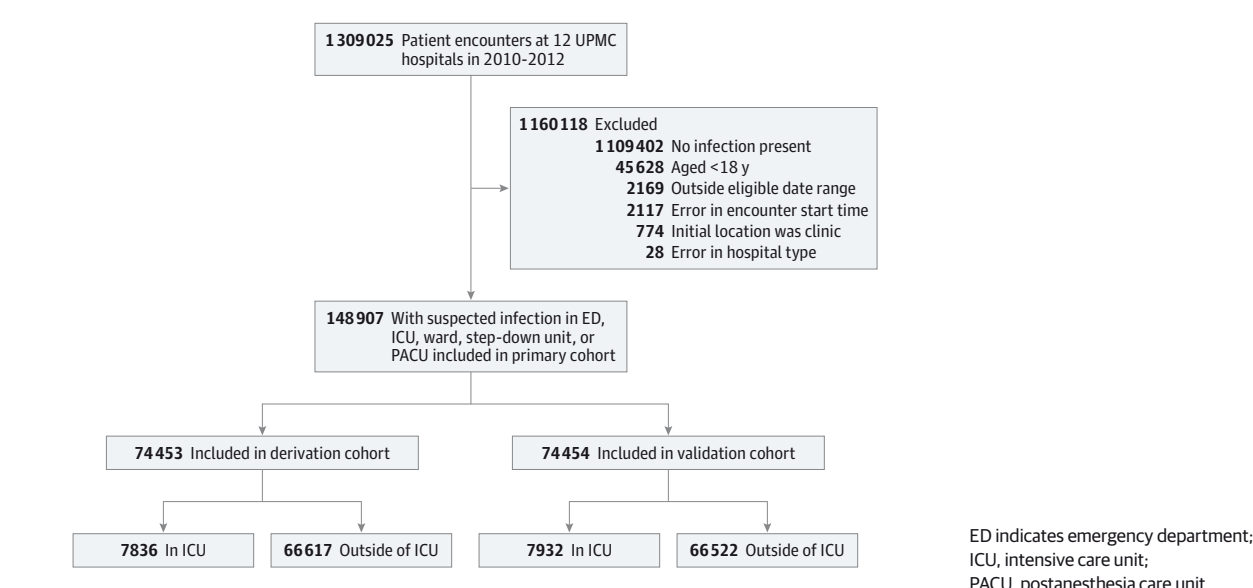 1309025 Patient encounters at 12 UPMC
hospitals in 2010-2012
1160118 Excluded
1109402 No infection present
45628 Aged <18 y
2169 Outside eligible date range
2117 Error in encounter start time
774 Initial location was clinic
28 Error in hospital type
148907 With suspected infection in ED,
ICU, ward, step-down unit, or
PACU included in primary cohort
74453 Included in derivation cohort
74454 Included in validation cohort
7836 In ICU
66617 Outside of ICU
7932 In ICU
66522 Outside of ICU
ED indicates emergency department;
ICU, intensive care unit;
PACU, postanesthesia care unit